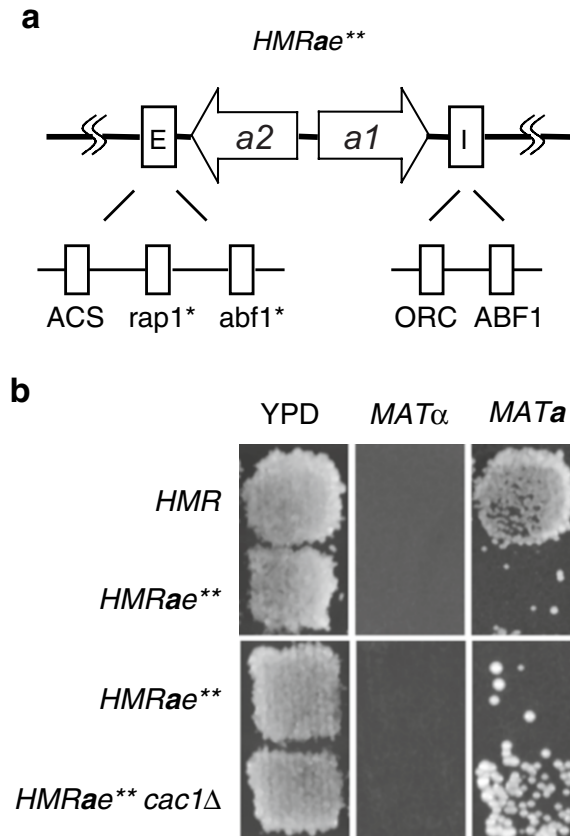 a
HMRae**
E a2 a1 I
ACS rap1* abf1* ORC ABF1
b
YPD MATα MATa
HMR
HMRae**
HMRae**
HMRae** cac1Δ